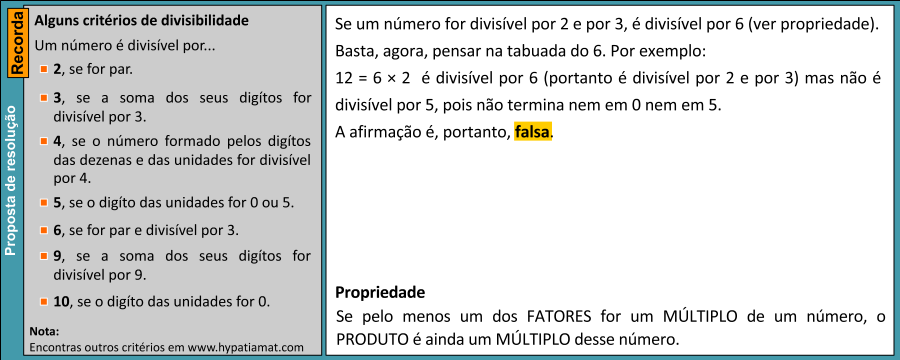 Recorda
Proposta de resolução
Alguns critérios de divisibilidade
Um número é divisível por...
2, se for par.
3, se a soma dos seus digítos for
divisível por 3.
4, se o número formado pelos digítos
das dezenas e das unidades for divisível
por 4.
5, se o digíto das unidades for 0 ou 5.
6, se for par e divisível por 3.
9, se a soma dos seus digítos for
divisível por 9.
10, se o digíto das unidades for 0.
Nota:
Encontras outros critérios em www.hypatiamat.com
Se um número for divisível por 2 e por 3, é divisível por 6 (ver propriedade).
Basta, agora, pensar na tabuada do 6. Por exemplo:
12 = 6 × 2 é divisível por 6 (portanto é divisível por 2 e por 3) mas não é
divisível por 5, pois não termina nem em 0 nem em 5.
A afirmação é, portanto, falsa.
Propriedade
Se pelo menos um dos FATORES for um MÚLTIPLO de um número, o
PRODUTO é ainda um MÚLTIPLO desse número.